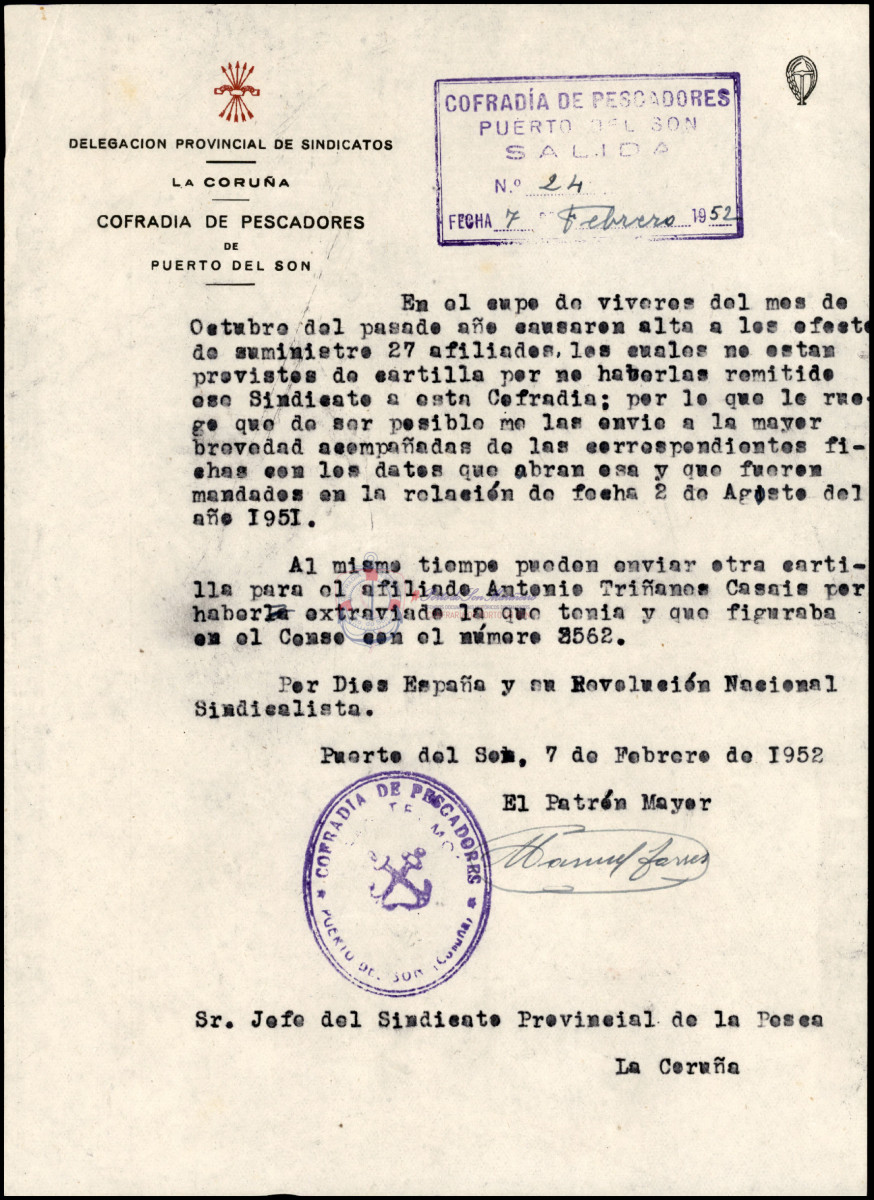 DELEGACION PROVINCIAL DE SINDICATOS
LA CORUÑA
COFRADIA DE PESCADORES
DE
PUERTO DEL SON
COFRADÍA DE PESCADORES
PUERTO DEL SON
SALIDA
N.º 24
FECHA 7 de Febrero 1952
En el cupo de viveres del mes de
Octubre del pasado año causaron alta a los efecto
de suministro 27 afiliados, los cuales no estan
provistos de cartilla por no haberlas remitido
ese Sindicato a esta Cofradia; por lo que le rue-
go que de ser posible me las envie a la mayor
brevedad acompañadas de las correspondientes fi-
chas con los datos que abran esa y que fueron
mandados en la relación de fecha 2 de Agosto del
año 1951.
Al mismo tiempo pueden enviar otra carti-
lla para el afiliado Antonio Triñanes Casais por
haberla extraviado la que tenia y que figuraba
en el Censo con el número 3562.
Por Dios España y su Revolución Nacional
Sindicalista.
Puerto del Son, 7 de Febrero de 1952
El Patrón Mayor
COFRADIA DE PESCADORES
PUERTO DEL SON (Coruña)
Sr. Jefe del Sindicato Provincial de la Pesca
La Coruña